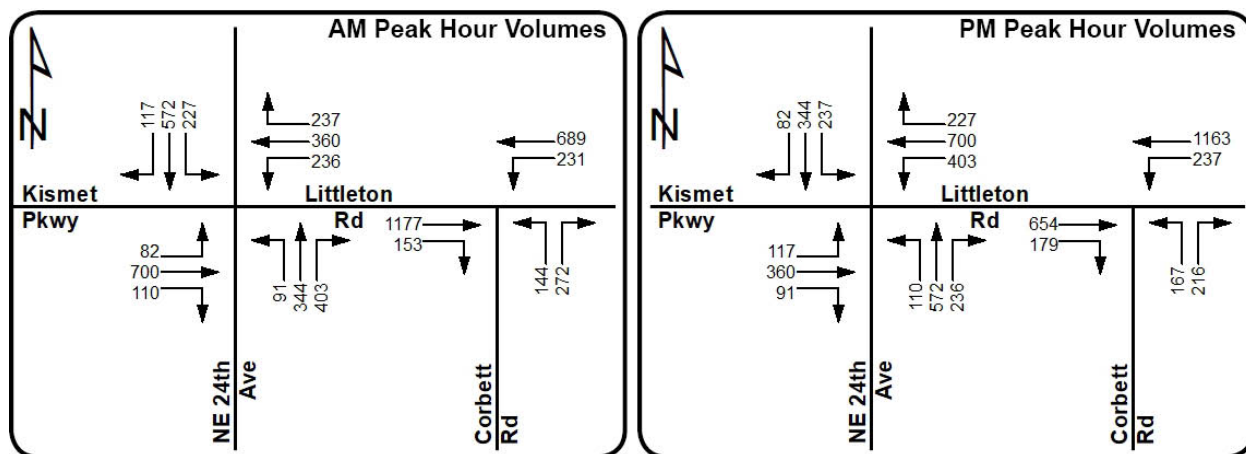 AM Peak Hour Volumes
N
117
572
227
237
360
236
689
231
Kismet
Pkwy
Littleton
Rd
1177
153
82
700
110
91
344
403
144
272
NE 24th
Ave
Corbett
Rd
PM Peak Hour Volumes
N
82
344
237
227
700
403
1163
237
Kismet
Pkwy
Littleton
Rd
654
179
117
360
91
110
572
236
167
216
NE 24th
Ave
Corbett
Rd